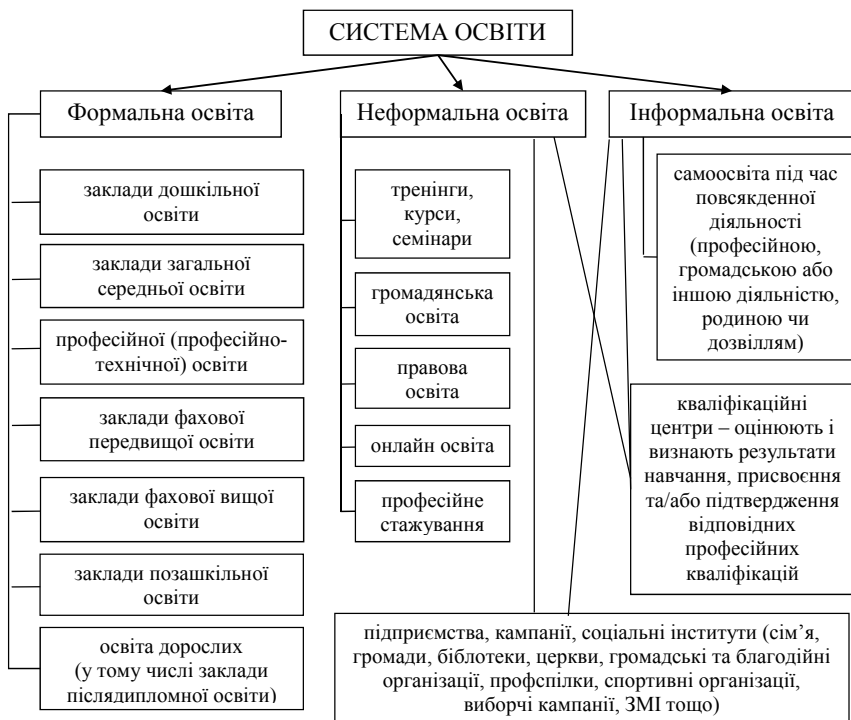 СИСТЕМА ОСВІТИ
Формальна освіта
Неформальна освіта
Інформальна освіта
заклади дошкільної
освіти
заклади загальної
середньої освіти
професійної (професійно-
технічної) освіти
заклади фахової
передвищої освіти
заклади фахової вищої
освіти
заклади позашкільної
освіти
освіта дорослих
(у тому числі заклади
післядипломної освіти)
тренінги,
курси,
семінари
громадянська
освіта
правова
освіта
онлайн освіта
професійне
стажування
самоосвіта під час
повсякденної
діяльності
(професійною,
громадською або
іншою діяльністю,
родиною чи
дозвіллям)
кваліфікаційні
центри – оцінюють і
визнають результати
навчання, присвоєння
та/або підтвердження
відповідних
професійних
кваліфікацій
підприємства, кампанії, соціальні інститути (сім’я,
громади, біблотеки, церкви, громадські та благодійні
організації, профспілки, спортивні організації,
виборчі кампанії, ЗМІ тощо)